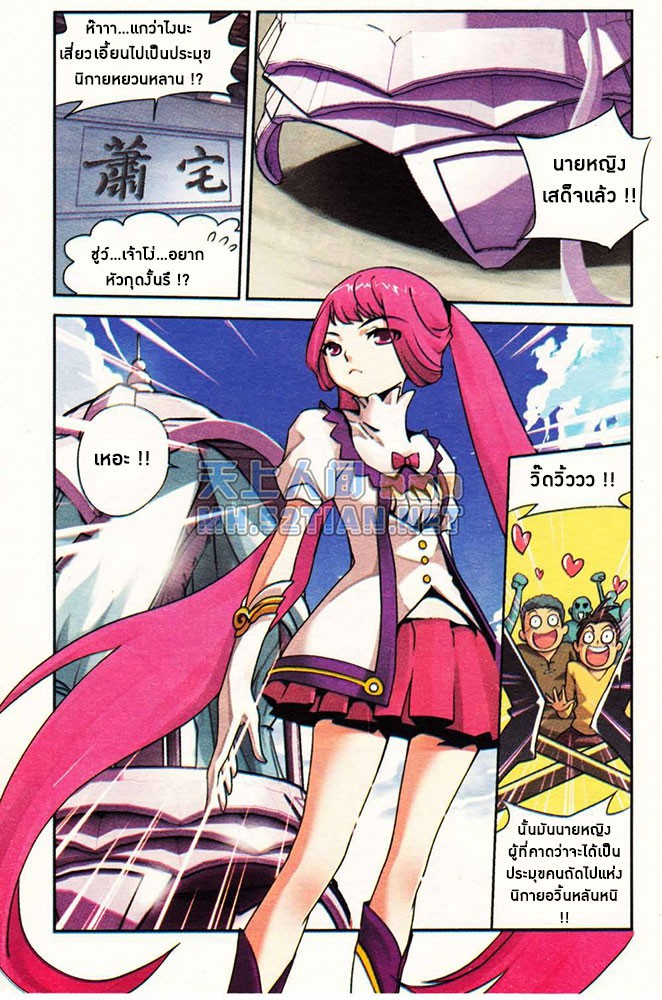 ห๊าาา...แกว่าไงนะ
เสี่ยวเอี้ยนไปเป็นประมุข
นิกายหยวนหลาน !?
蕭宅
ซู่ว์...เจ้าโง่...อยาก
หัวกุดงั้นรึ !?
นายหญิง
เสด็จแล้ว !!
เหอะ !!
天上人间
MH.52TIAN.NET
วิ๊ดวิ้ววว !!
นั้นมันนายหญิง
ผู้ที่คาดว่าจะได้เป็น
ประมุขคนถัดไปแห่ง
นิกายอวิ้นหลันหนิ
!!